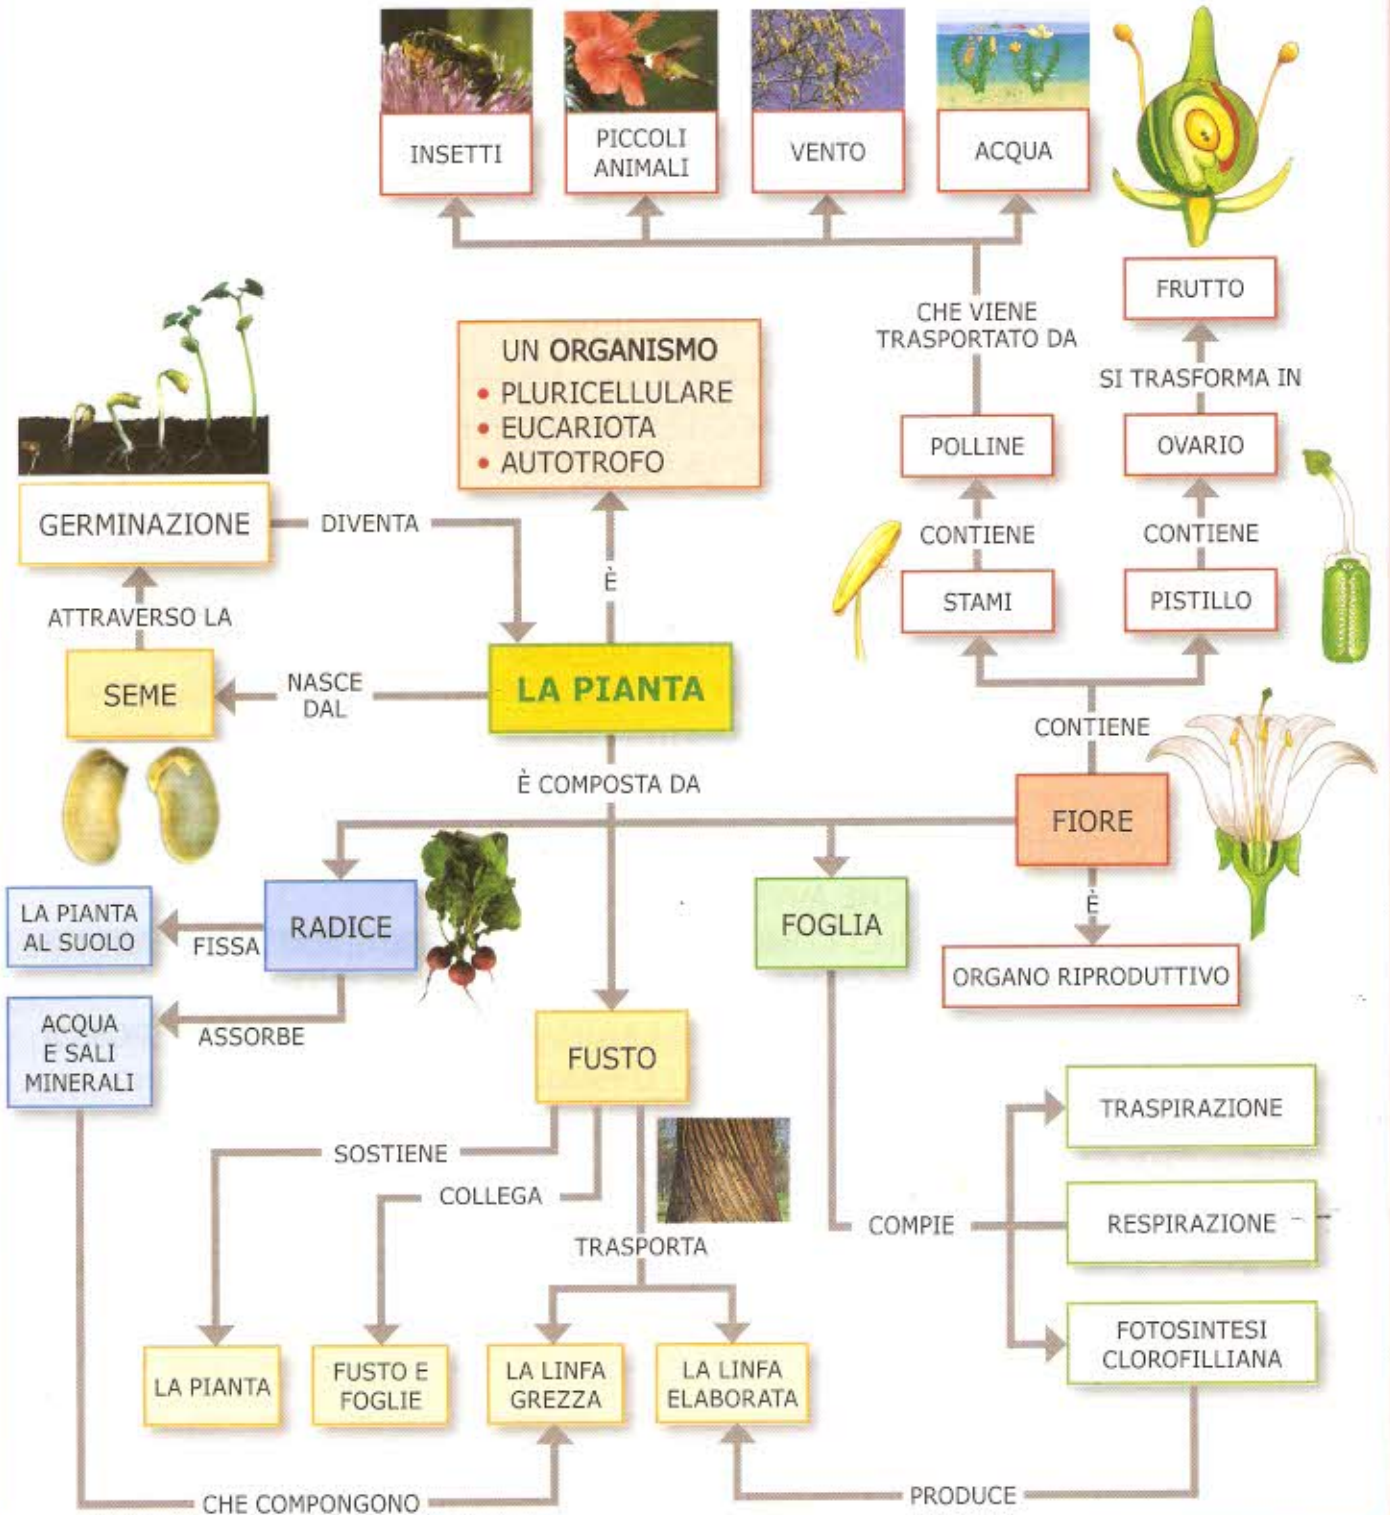 INSETTI
PICCOLI
ANIMALI
VENTO
ACQUA
CHE VIENE
TRASPORTATO DA
FRUTTO
SI TRASFORMA IN
UN ORGANISMO
• PLURICELLULARE
• EUCARIOTA
• AUTOTROFO
POLLINE
OVARIO
GERMINAZIONE
DIVENTA
CONTIENE
CONTIENE
È
STAMI
PISTILLO
ATTRAVERSO LA
SEME
NASCE
DAL
LA PIANTA
CONTIENE
È COMPOSTA DA
FIORE
È
ORGANO RIPRODUTTIVO
LA PIANTA
AL SUOLO
FISSA
RADICE
FOGLIA
ACQUA
E SALI
MINERALI
ASSORBE
FUSTO
TRASPIRAZIONE
SOSTIENE
COLLEGA
TRASPORTA
COMPIE
RESPIRAZIONE
FOTOSINTESI
CLOROFILLIANA
LA PIANTA
FUSTO E
FOGLIE
LA LINFA
GREZZA
LA LINFA
ELABORATA
CHE COMPONGONO
PRODUCE